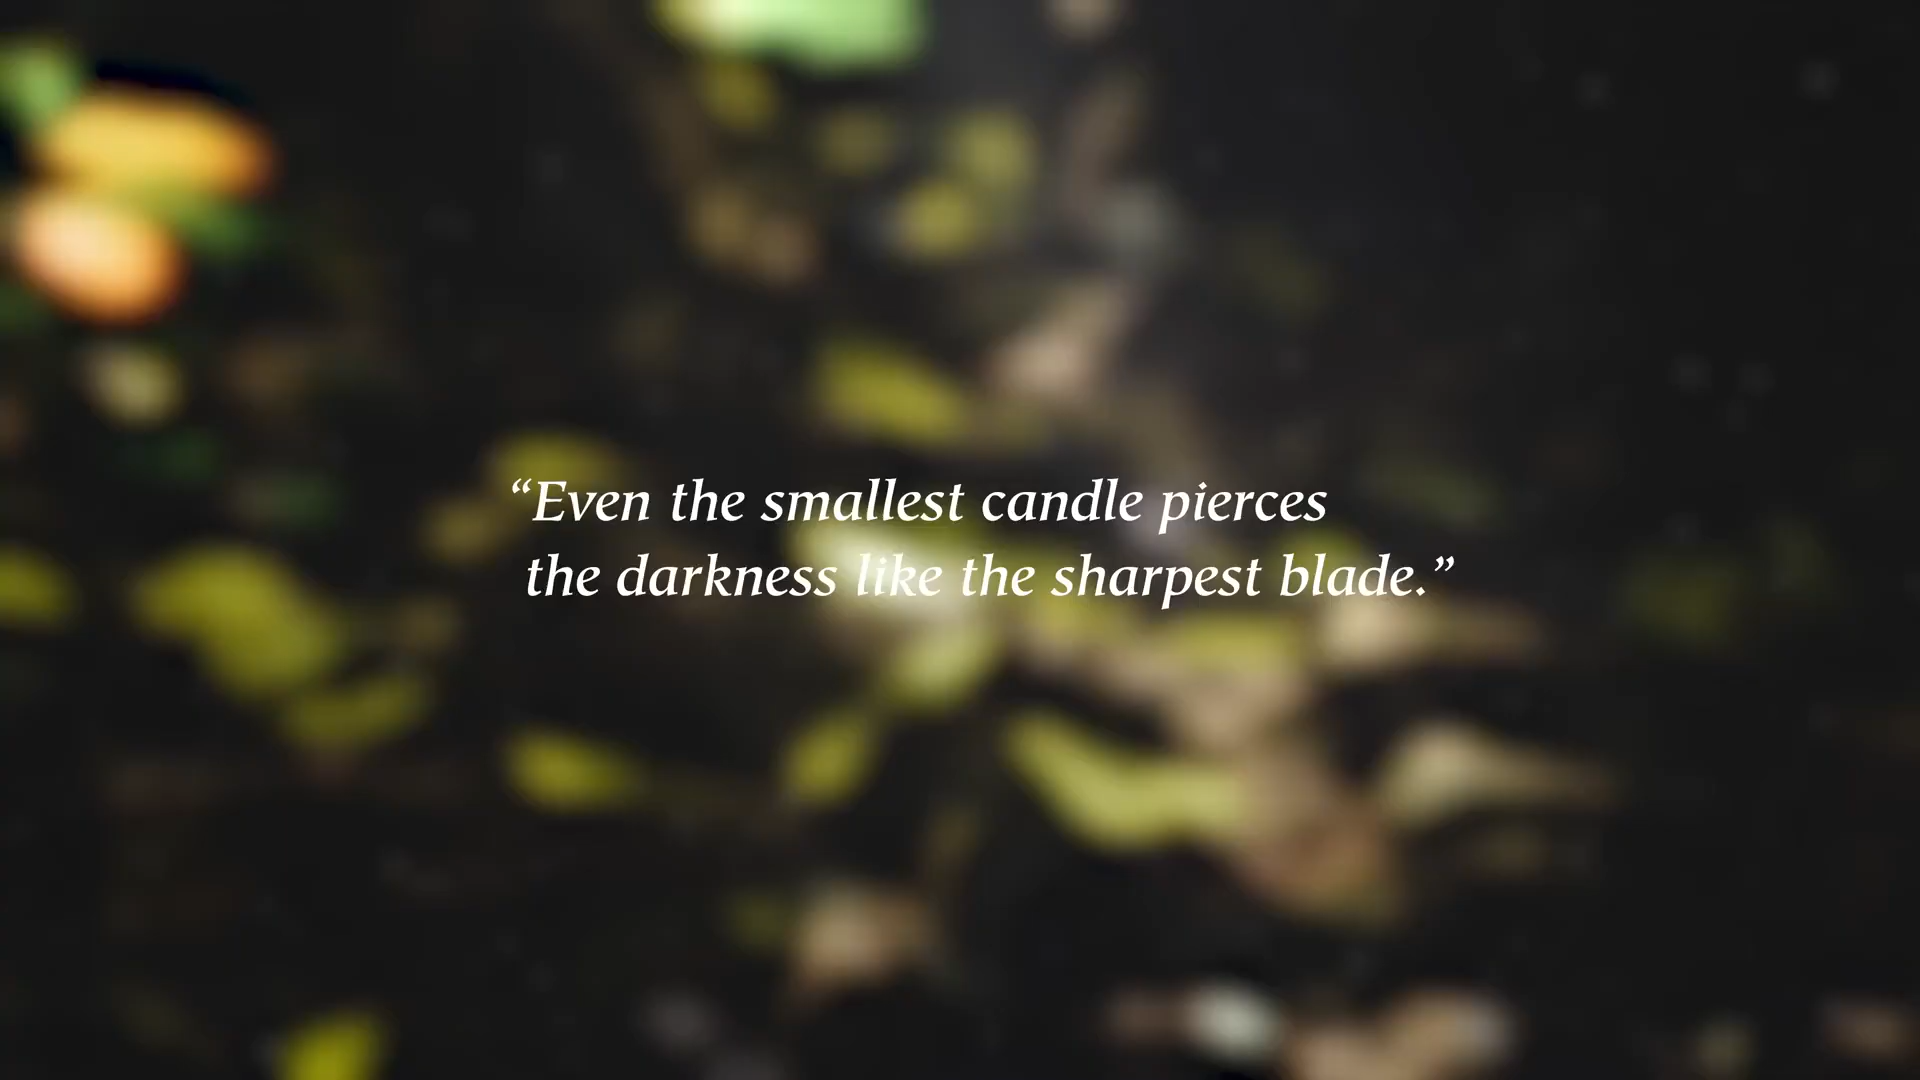 “Even the smallest candle pierces
the darkness like the sharpest blade.”